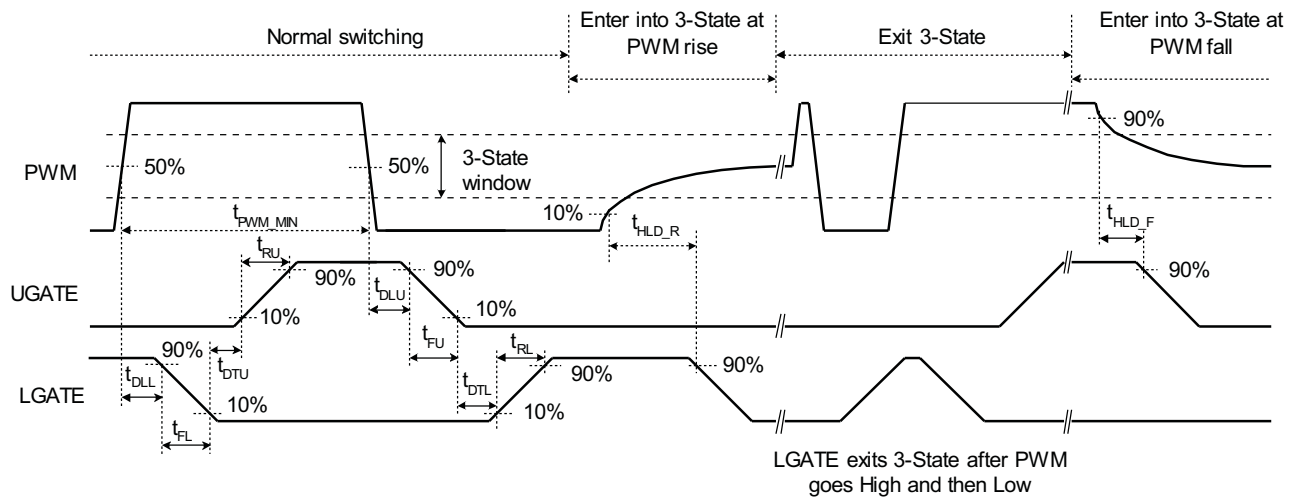 Normal switching
Enter into 3-State at
PWM rise
Exit 3-State
Enter into 3-State at
PWM fall
PWM
50%
50%
3-State
window
90%
10%
tPWM_MIN
tHLD_R
tHLD_F
tRU
UGATE
90%
10%
tDLU
90%
10%
tFU
90%
LGATE
90%
tDTU
tDLL
10%
tFL
tRL
tDTL
90%
10%
90%
LGATE exits 3-State after PWM
goes High and then Low